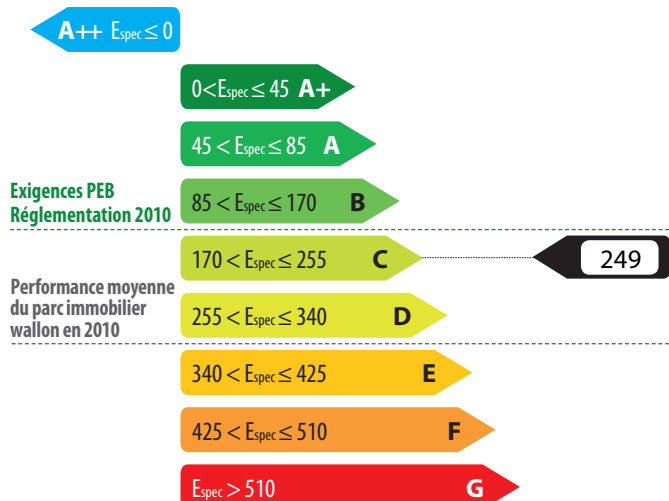 A++ Espec ≤ 0
0<Espec ≤ 45 A+
45 < Espec ≤ 85 A
Exigences PEB
Réglementation 2010
85 < Espec ≤ 170 B
170 < Espec ≤ 255 C
249
Performance moyenne
du parc immobilier
wallon en 2010
255 < Espec ≤ 340 D
340 < Espec ≤ 425 E
425 < Espec ≤ 510 F
Espec > 510 G